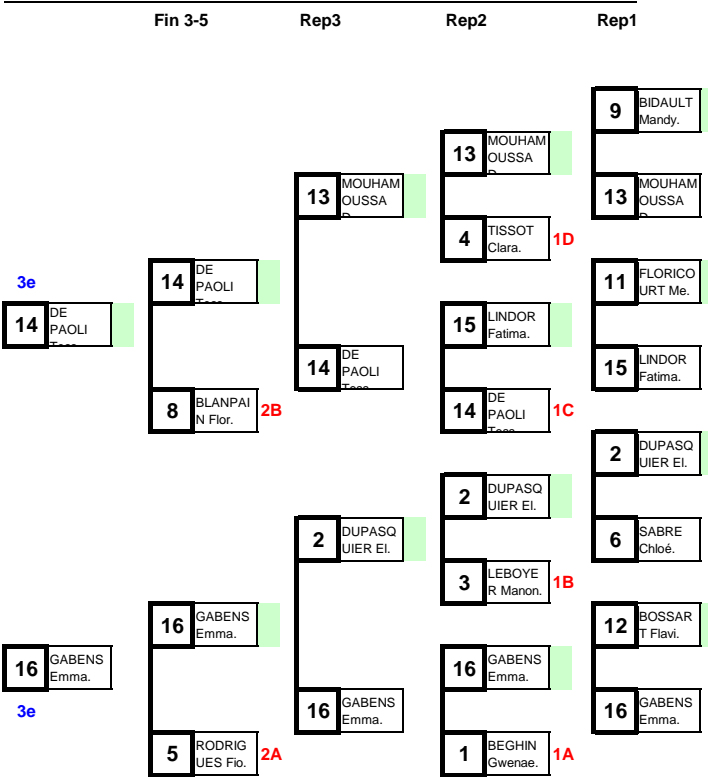 Fin 3-5 Rep3 Rep2 Rep1
9 BIDAULT
Mandy.
13 MOUHAM
OUSSA
13 MOUHAM
OUSSA
13 MOUHAM
OUSSA
4 TISSOT
Clara. 1D
3e
14 DE
PAOLI
11 FLORICO
URT Me.
14 DE
PAOLI
15 LINDOR
Fatima.
14 DE
PAOLI
15 LINDOR
Fatima.
8 BLANPAI
N Flor. 2B
14 DE
PAOLI
1C
2 DUPASQ
UIER El.
2 DUPASQ
UIER El.
2 DUPASQ
UIER El.
6 SABRE
Chloé.
3 LEBOYE
R Manon. 1B
16 GABENS
Emma.
12 BOSSAR
T Flavi.
16 GABENS
Emma.
16 GABENS
Emma.
3e
16 GABENS
Emma.
16 GABENS
Emma.
5 RODRIG
UES Fio. 2A
1 BEGHIN
Gwenae. 1A